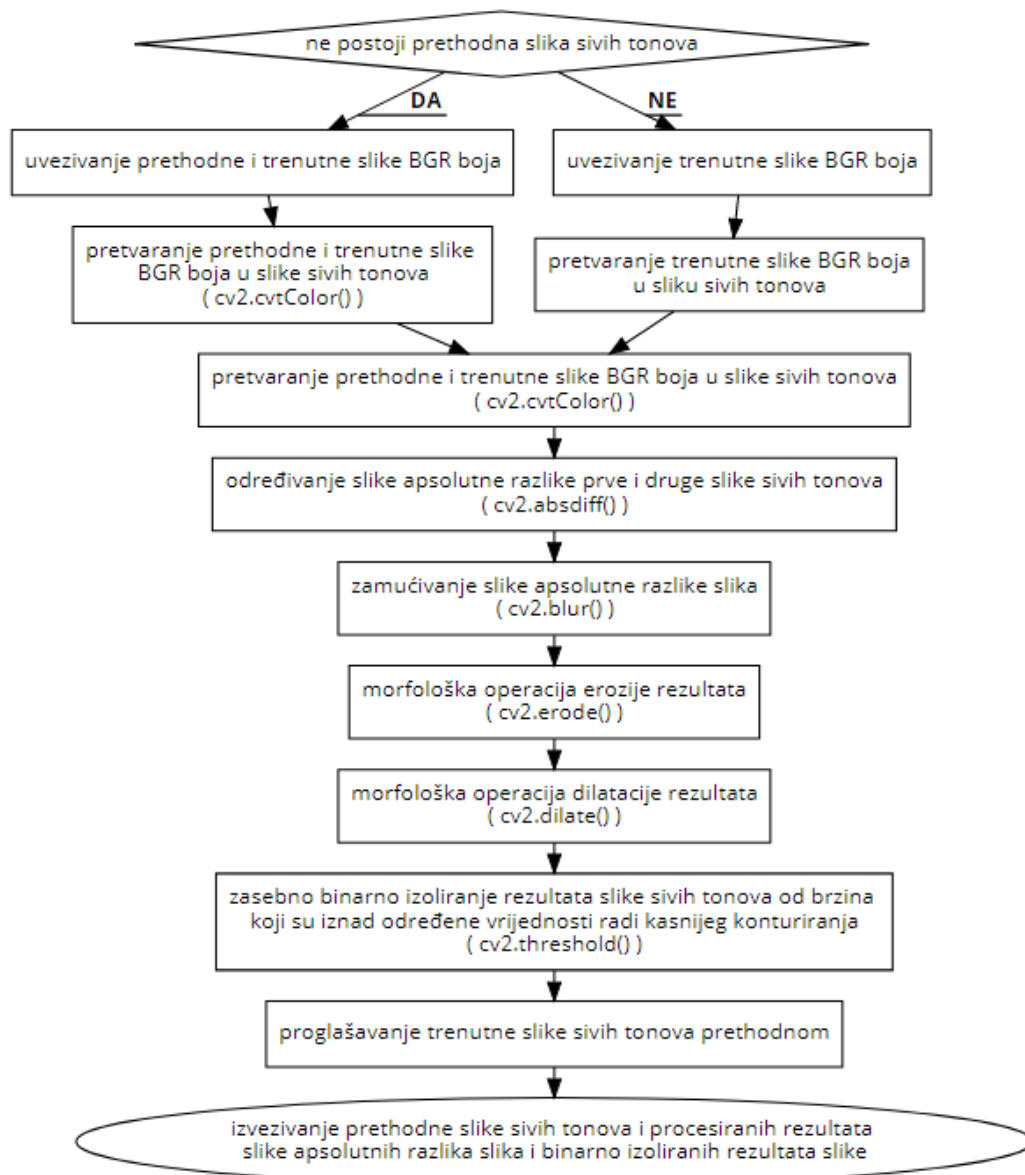 ne postoji prethodna slika sivih tonova
DA
NE
uvezivanje prethodne i trenutne slike BGR boja
uvezivanje trenutne slike BGR boja
pretvaranje prethodne i trenutne slike
BGR boja u slike sivih tonova
( cv2.cvtColor() )
pretvaranje trenutne slike BGR boja
u sliku sivih tonova
pretvaranje prethodne i trenutne slike BGR boja u slike sivih tonova
( cv2.cvtColor() )
određivanje slike apsolutne razlike prve i druge slike sivih tonova
( cv2.absdiff() )
zamućivanje slike apsolutne razlike slika
( cv2.blur() )
morfološka operacija erozije rezultata
( cv2.erode() )
morfološka operacija dilatacije rezultata
( cv2.dilate() )
zasebno binarno izoliranje rezultata slike sivih tonova od brzina
koji su iznad određene vrijednosti radi kasnijeg konturiranja
( cv2.threshold() )
proglašavanje trenutne slike sivih tonova prethodnom
izvezivanje prethodne slike sivih tonova i procesiranih rezultata
slike apsolutnih razlika slika i binarno izoliranih rezultata slike